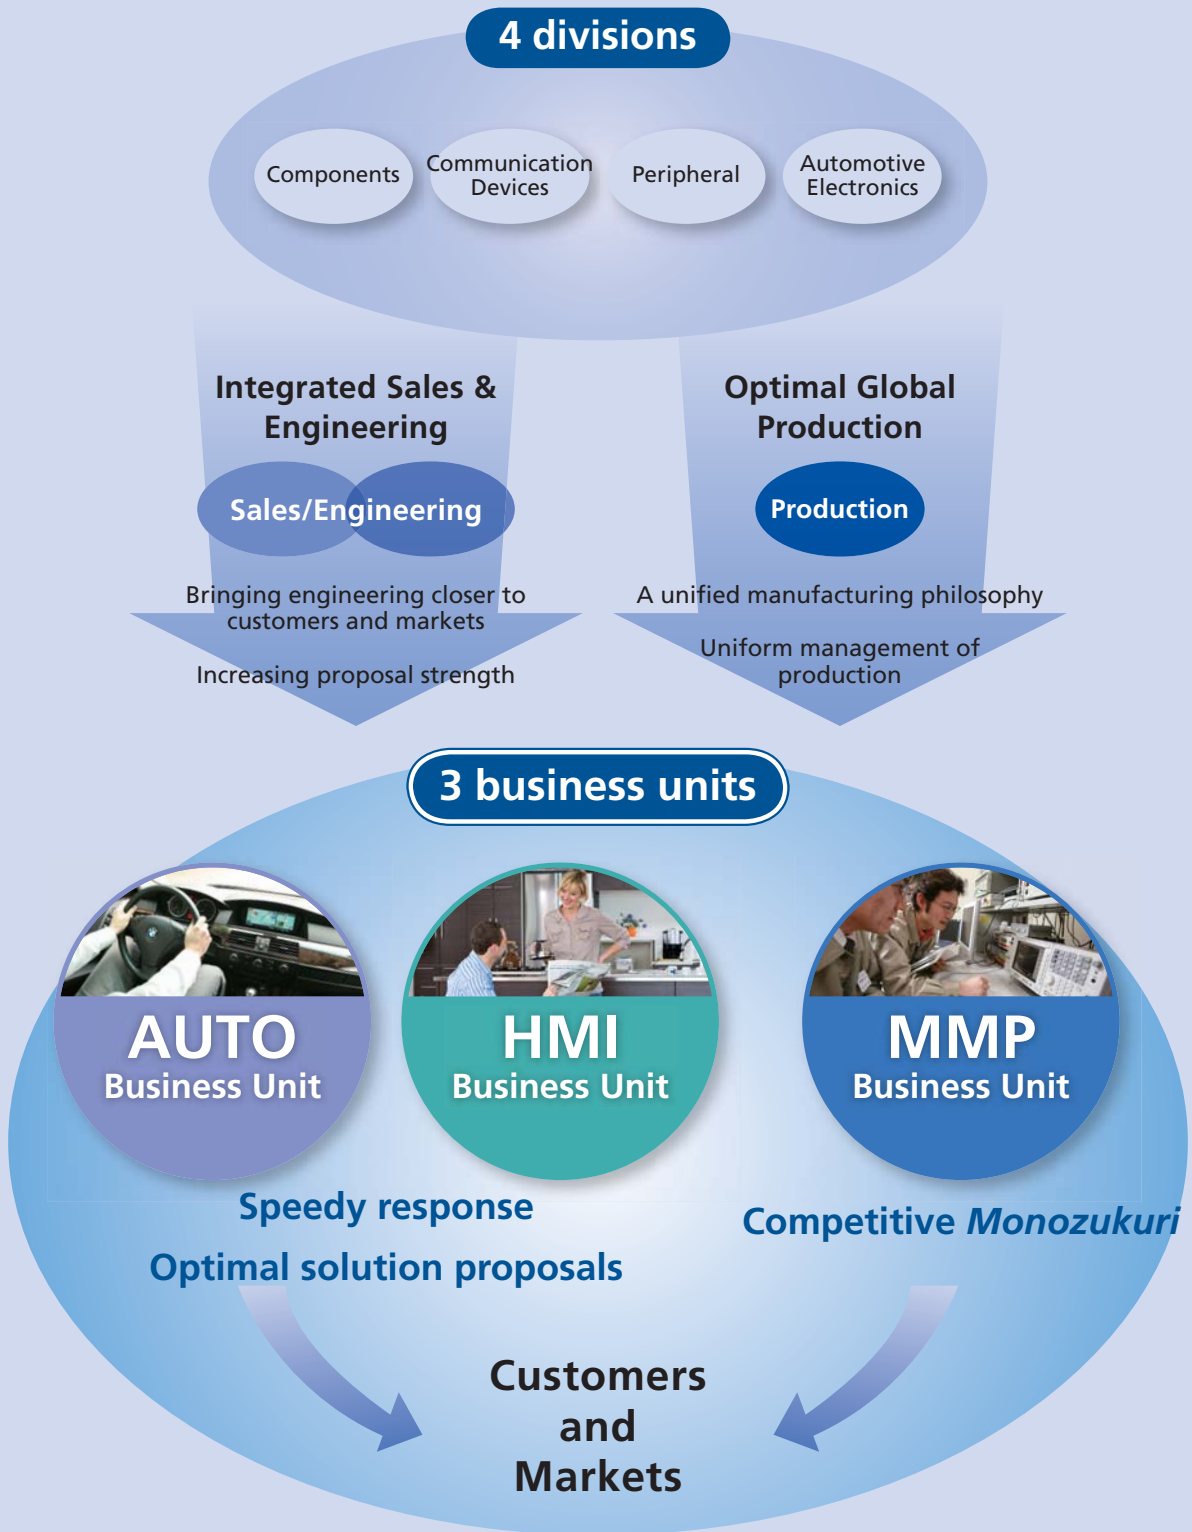 4 divisions
Components
Communication
Devices
Peripheral
Automotive
Electronics
Integrated Sales &
Engineering
Sales/Engineering
Bringing engineering closer to
customers and markets
Increasing proposal strength
Optimal Global
Production
Production
A unified manufacturing philosophy
Uniform management of
production
3 business units
AUTO
Business Unit
HMI
Business Unit
MMP
Business Unit
Speedy response
Optimal solution proposals
Competitive Monozukuri
Customers
and
Markets